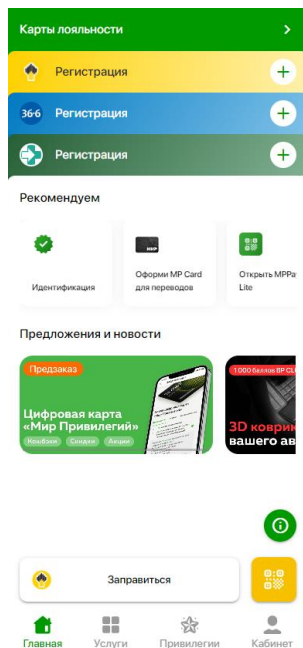 Карты лояльности
Регистрация
36·6 Регистрация
Регистрация
Рекомендуем
Идентификация
Оформи MP Card
для переводов
Открыть MPPa
Lite
Предложения и новости
Предзаказ
Цифровая карта
«Мир Привилегий»
Кешбэки Скидки Акции
1 000 баллов BP CLU
3D коврик
вашего ав
Заправиться
Главная
Услуги
Привилегии
Кабинет